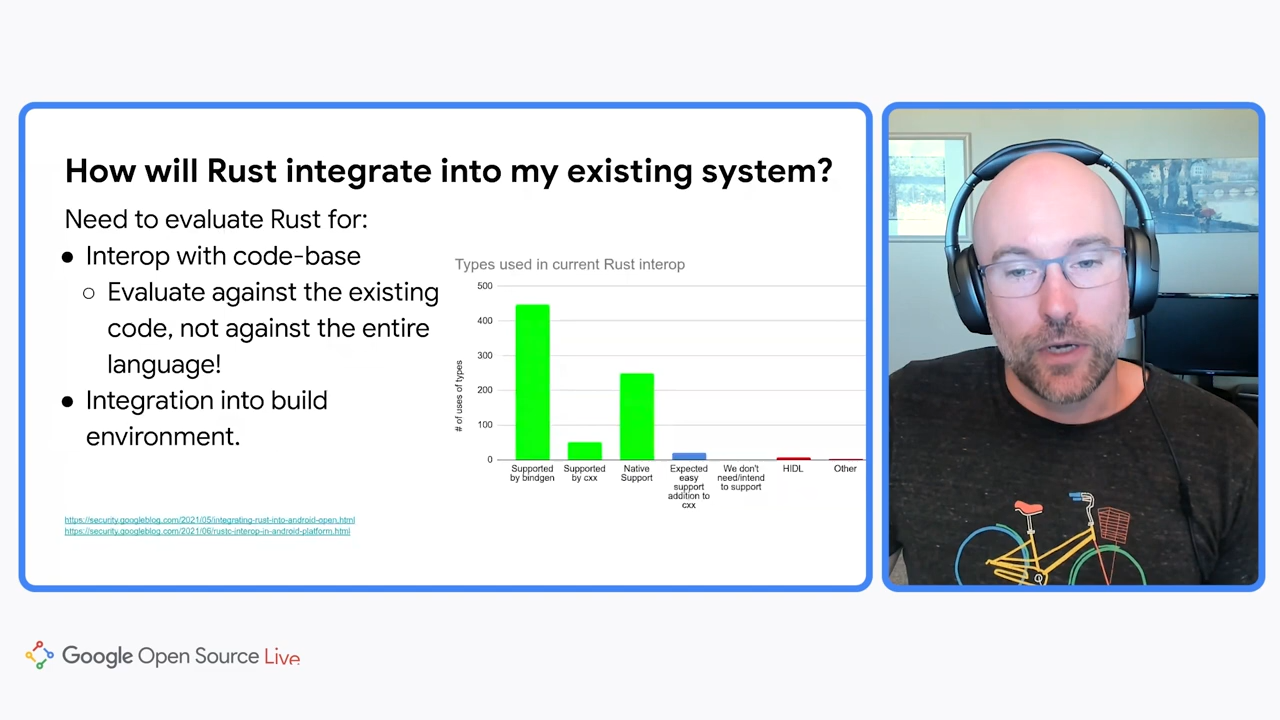 How will Rust integrate into my existing system?
Need to evaluate Rust for:
● Interop with code-base
○ Evaluate against the existing
code, not against the entire
language!
● Integration into build
environment.
https://security.googleblog.com/2021/05/integrating-rust-into-android-open.html
https://security.googleblog.com/2021/06/rustc-interop-in-android-platform.html
Types used in current Rust interop
# of uses of types
500
400
300
200
100
0
Supported
by bindgen
Supported
by cxx
Native
Support
Expected
easy
support
addition to
cxx
We don't
need/intend
to support
HIDL
Other
Google Open Source Live